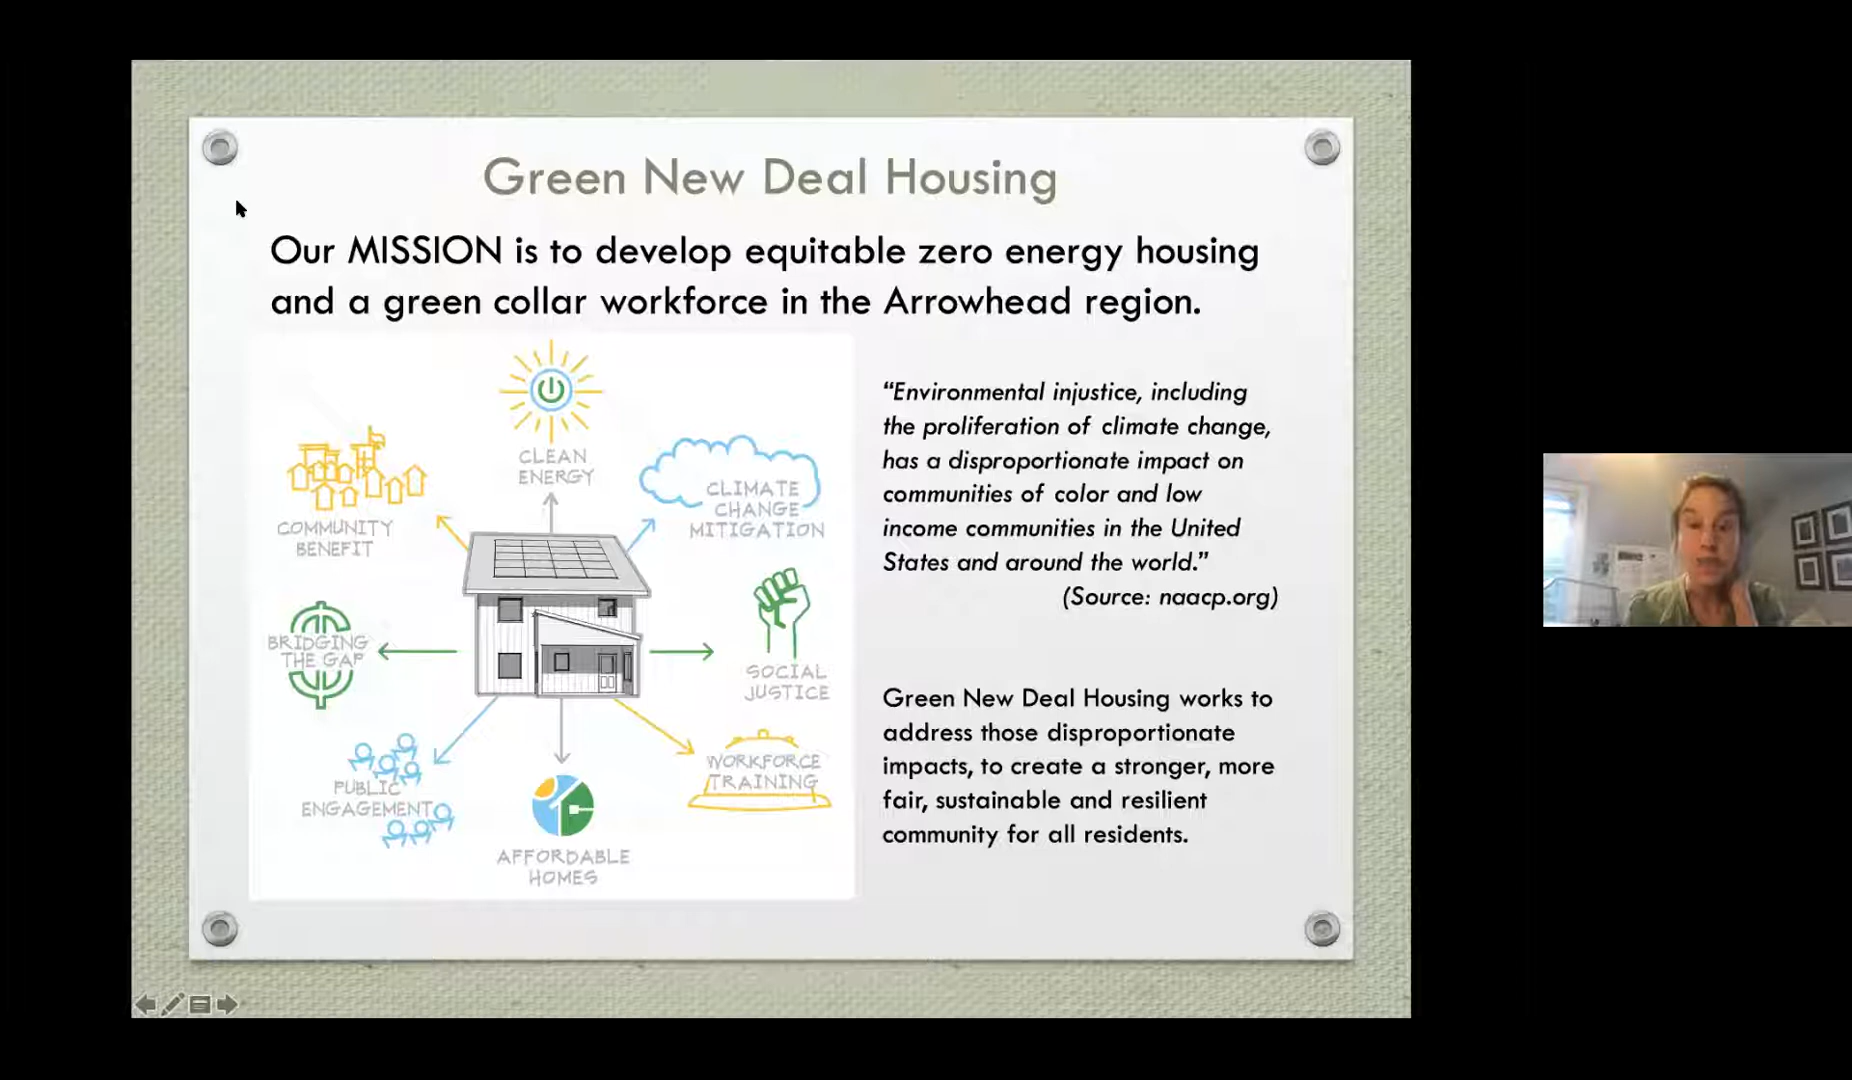 Green New Deal Housing
Our MISSION is to develop equitable zero energy housing
and a green collar workforce in the Arrowhead region.
CLEAN
ENERGY
CLIMATE
CHANGE
MITIGATION
COMMUNITY
BENEFIT
BRIDGING
THE GAP
SOCIAL
JUSTICE
PUBLIC
ENGAGEMENT
WORKFORCE
TRAINING
AFFORDABLE
HOMES
“Environmental injustice, including
the proliferation of climate change,
has a disproportionate impact on
communities of color and low
income communities in the United
States and around the world.”
(Source: naacp.org)
Green New Deal Housing works to
address those disproportionate
impacts, to create a stronger, more
fair, sustainable and resilient
community for all residents.